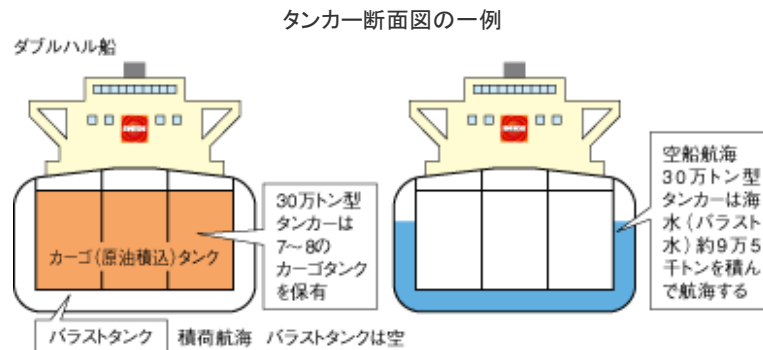 タンカー断面図の一例
ダブルハル船
カーゴ(原油積込)タンク
30万トン型
タンカーは
7～8の
カーゴタンク
を保有
バラストタンク
積荷航海 バラストタンクは空
空船航海
30万トン型
タンカーは海
水(バラスト
水)約9万5
千トンを積ん
で航海する